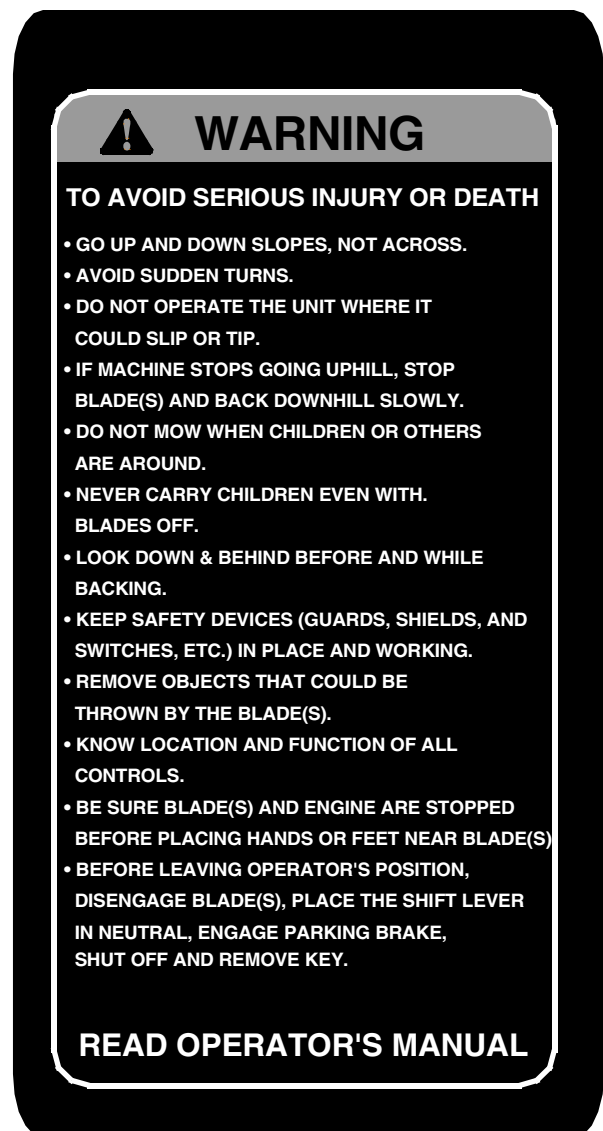 WARNING
TO AVOID SERIOUS INJURY OR DEATH
• GO UP AND DOWN SLOPES, NOT ACROSS.
• AVOID SUDDEN TURNS.
• DO NOT OPERATE THE UNIT WHERE IT
COULD SLIP OR TIP.
• IF MACHINE STOPS GOING UPHILL, STOP
BLADE(S) AND BACK DOWNHILL SLOWLY.
• DO NOT MOW WHEN CHILDREN OR OTHERS
ARE AROUND.
• NEVER CARRY CHILDREN EVEN WITH.
BLADES OFF.
• LOOK DOWN & BEHIND BEFORE AND WHILE
BACKING.
• KEEP SAFETY DEVICES (GUARDS, SHIELDS, AND
SWITCHES, ETC.) IN PLACE AND WORKING.
• REMOVE OBJECTS THAT COULD BE
THROWN BY THE BLADE(S).
• KNOW LOCATION AND FUNCTION OF ALL
CONTROLS.
• BE SURE BLADE(S) AND ENGINE ARE STOPPED
BEFORE PLACING HANDS OR FEET NEAR BLADE(S)
• BEFORE LEAVING OPERATOR'S POSITION,
DISENGAGE BLADE(S), PLACE THE SHIFT LEVER
IN NEUTRAL, ENGAGE PARKING BRAKE,
SHUT OFF AND REMOVE KEY.
READ OPERATOR'S MANUAL